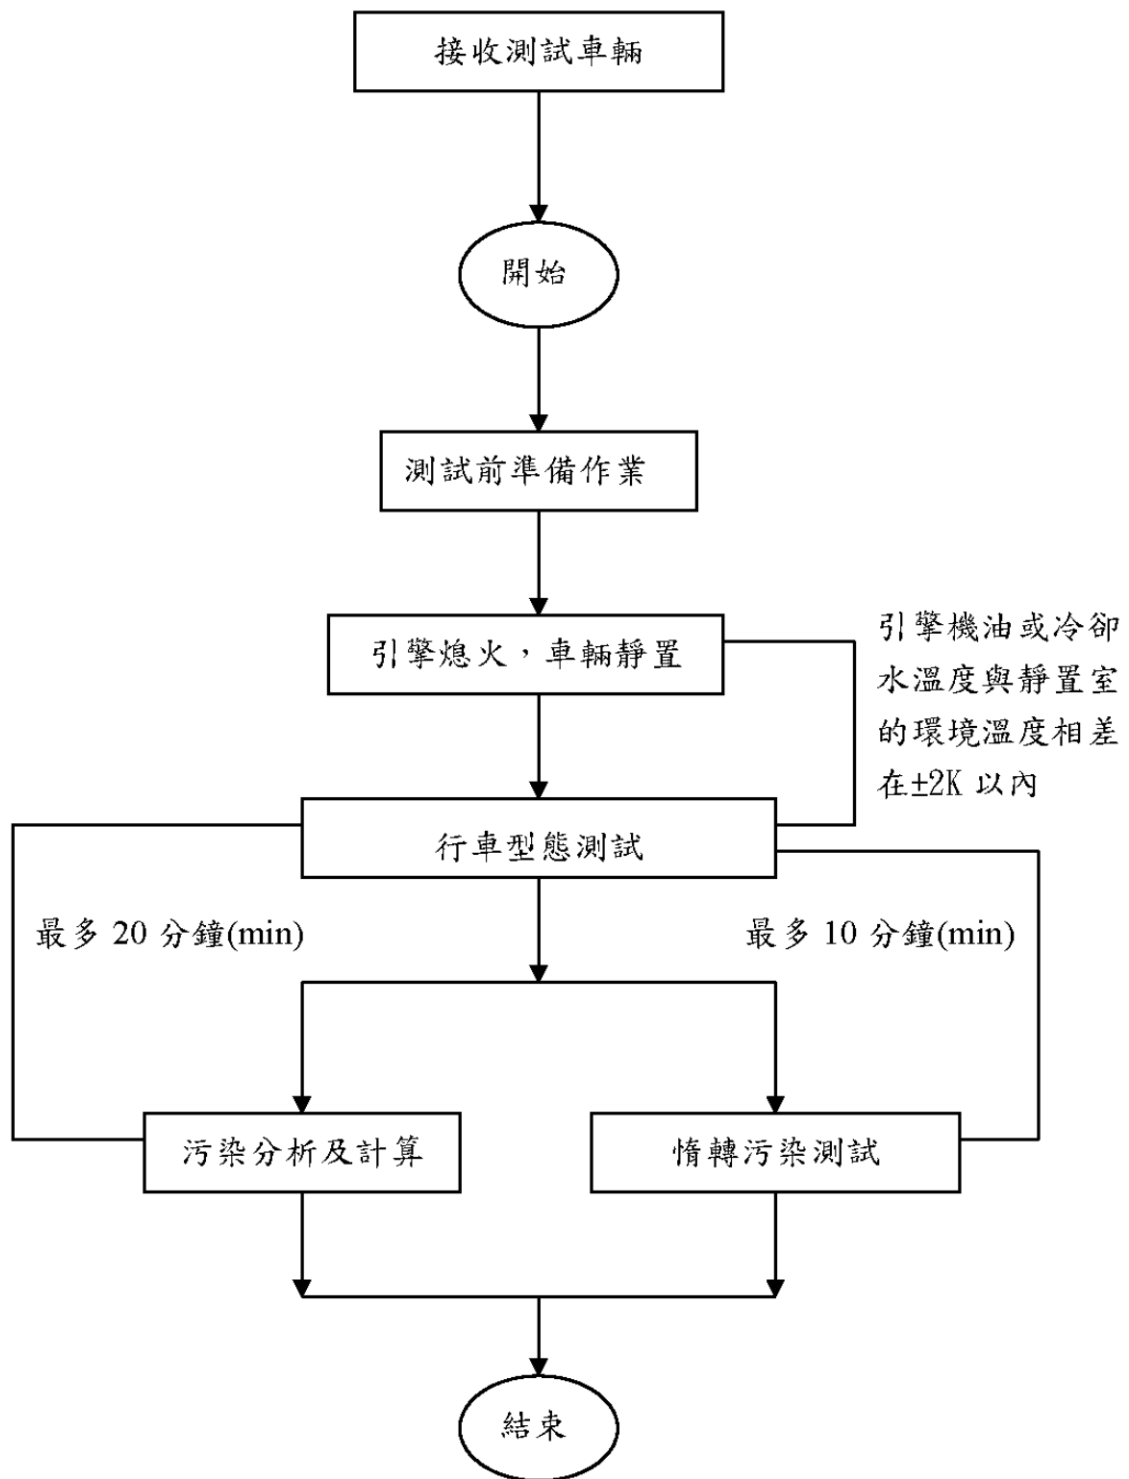 接收測試車輛
開始
測試前準備作業
引擎熄火，車輛靜置
引擎機油或冷卻
水溫度與靜置室
的環境溫度相差
在±2K 以內
行車型態測試
最多 20 分鐘(min)
最多 10 分鐘(min)
污染分析及計算
惰轉污染測試
結束